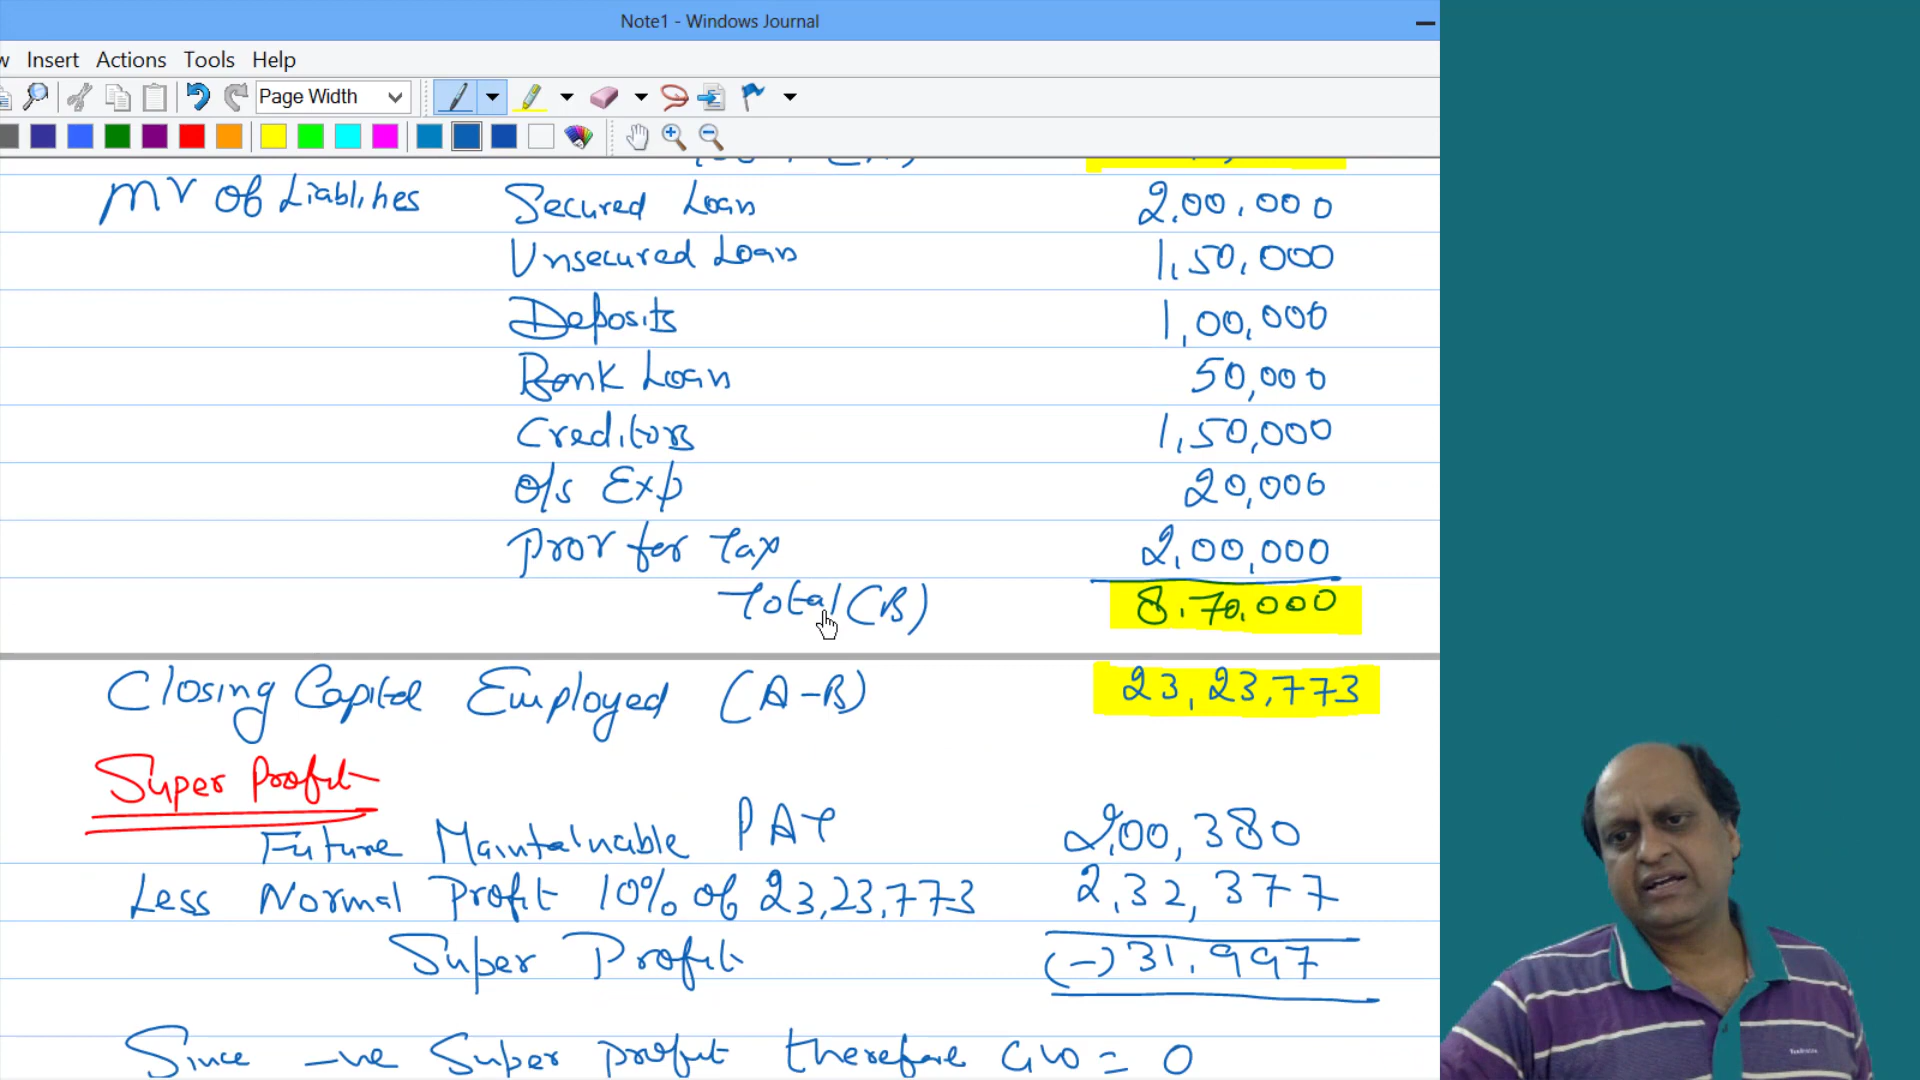 Note1 - Windows Journal
Insert Actions Tools Help
Page Width
MV Of Liablihes Secured Loan 2,00,000
Unsecured Loan 1,50,000
Deposits 1,00,000
Bank Loan 50,000
Creditors 1,50,000
O/s Exp 20,000
Prov for Tax 2,00,000
Total (B) 8,70,000
Closing Capital Employed (A-B) 23,23,773
Super Profit
Future Maintainable PAT 2,00,380
Less Normal Profit 10% of 23,23,773 2,32,377
Super Profit (-) 31,997
Since -ve Super profit therefore GW = 0